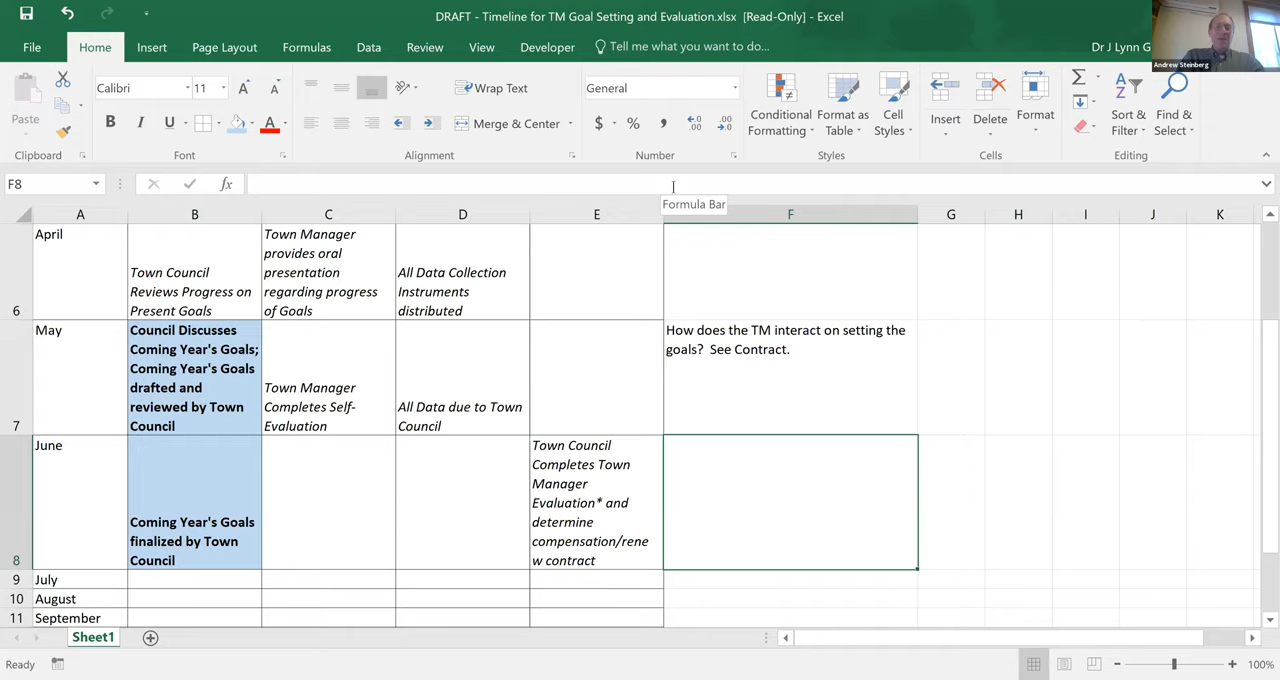 DRAFT - Timeline for TM Goal Setting and Evaluation.xlsx [Read-Only] - Excel
File Home Insert Page Layout Formulas Data Review View Developer Tell me what you want to do... Dr J Lynn G
Andrew Steinberg
Paste
Calibri 11 A A
B I U A
Wrap Text
Merge & Center
General
$ % , .0 .00 .00 .0
Conditional Formatting
Format as Table
Cell Styles
Insert Delete Format
Sort & Filter
Find & Select
Clipboard Font Alignment Number Styles Cells Editing
F8 fx
Formula Bar
A B C D E F G H I J K
6
April
Town Council
Reviews Progress on
Present Goals
Town Manager
provides oral
presentation
regarding progress
of Goals
All Data Collection
Instruments
distributed
7
May
Council Discusses
Coming Year's Goals;
Coming Year's Goals
drafted and
reviewed by Town
Council
Town Manager
Completes Self-
Evaluation
All Data due to Town
Council
How does the TM interact on setting the
goals? See Contract.
8
June
Coming Year's Goals
finalized by Town
Council
Town Council
Completes Town
Manager
Evaluation* and
determine
compensation/rene
w contract
9 July
10 August
11 September
Sheet1
Ready 100%